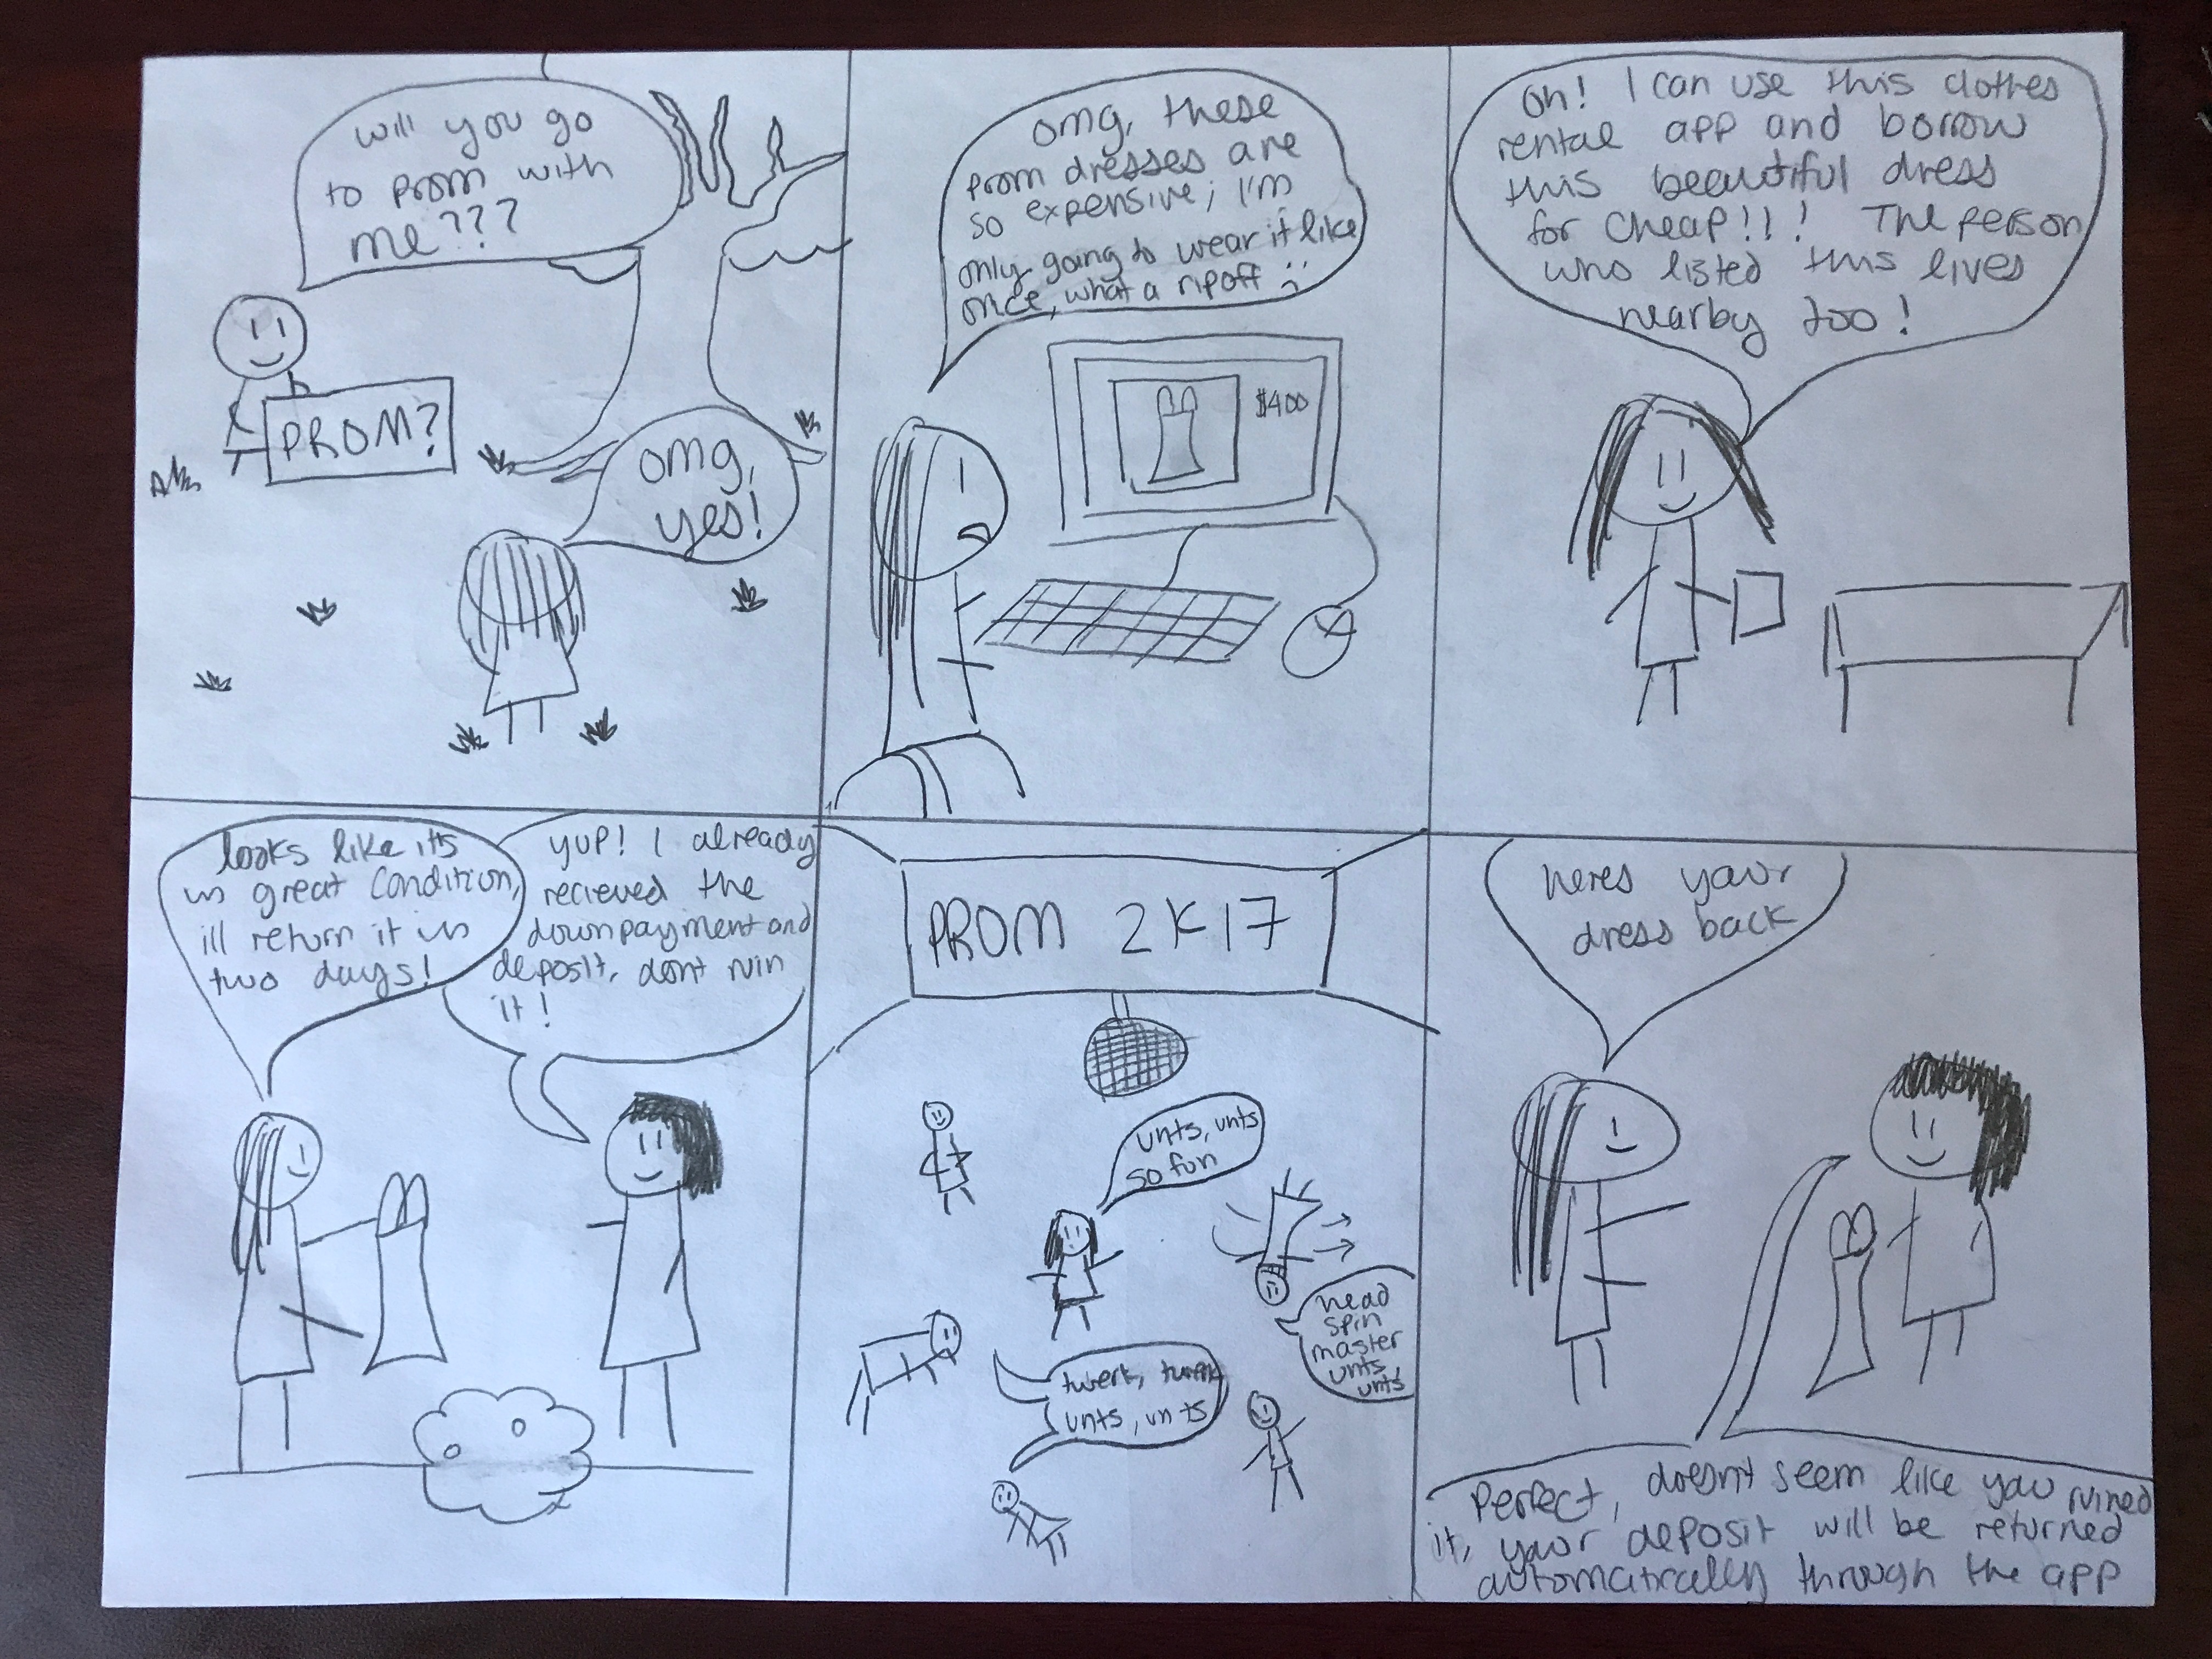 will you go
to prom with
me???
PROM?
omg,
yes!
omg, these
prom dresses are
so expensive; I'm
only going to wear it like
once, what a ripoff :(
$400
Oh! I can use this clothes
rental app and borrow
this beautiful dress
for cheap!!! The person
who listed this lives
nearby too!
looks like its
in great condition,
ill return it in
two days!
yup! I already
recieved the
downpayment and
deposit, dont ruin
it!
PROM 2K17
unts, unts
so fun
head
spin
master
unts
unts
twerk, twerk
unts, unts
heres your
dress back
Perfect, doesnt seem like you ruined
it, your deposit will be returned
automatically through the app